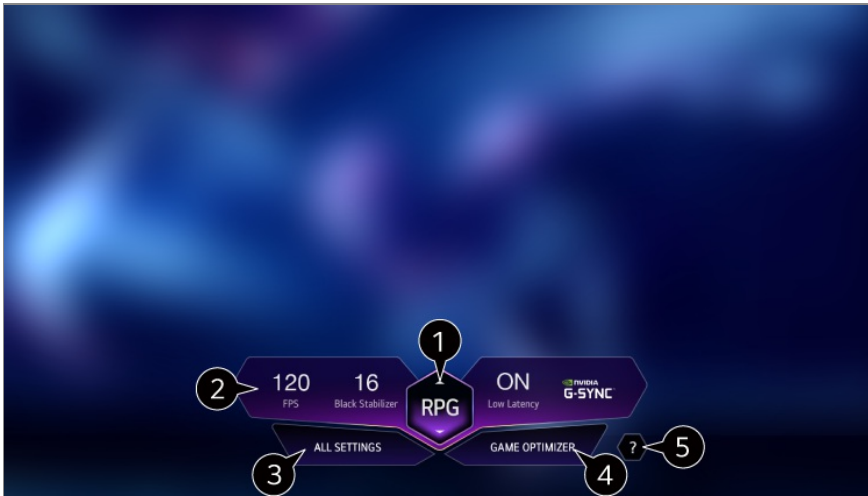 1
2
120
FPS
16
Black Stabilizer
RPG
ON
Low Latency
NVIDIA
G-SYNC
3
ALL SETTINGS
GAME OPTIMIZER
4
?
5